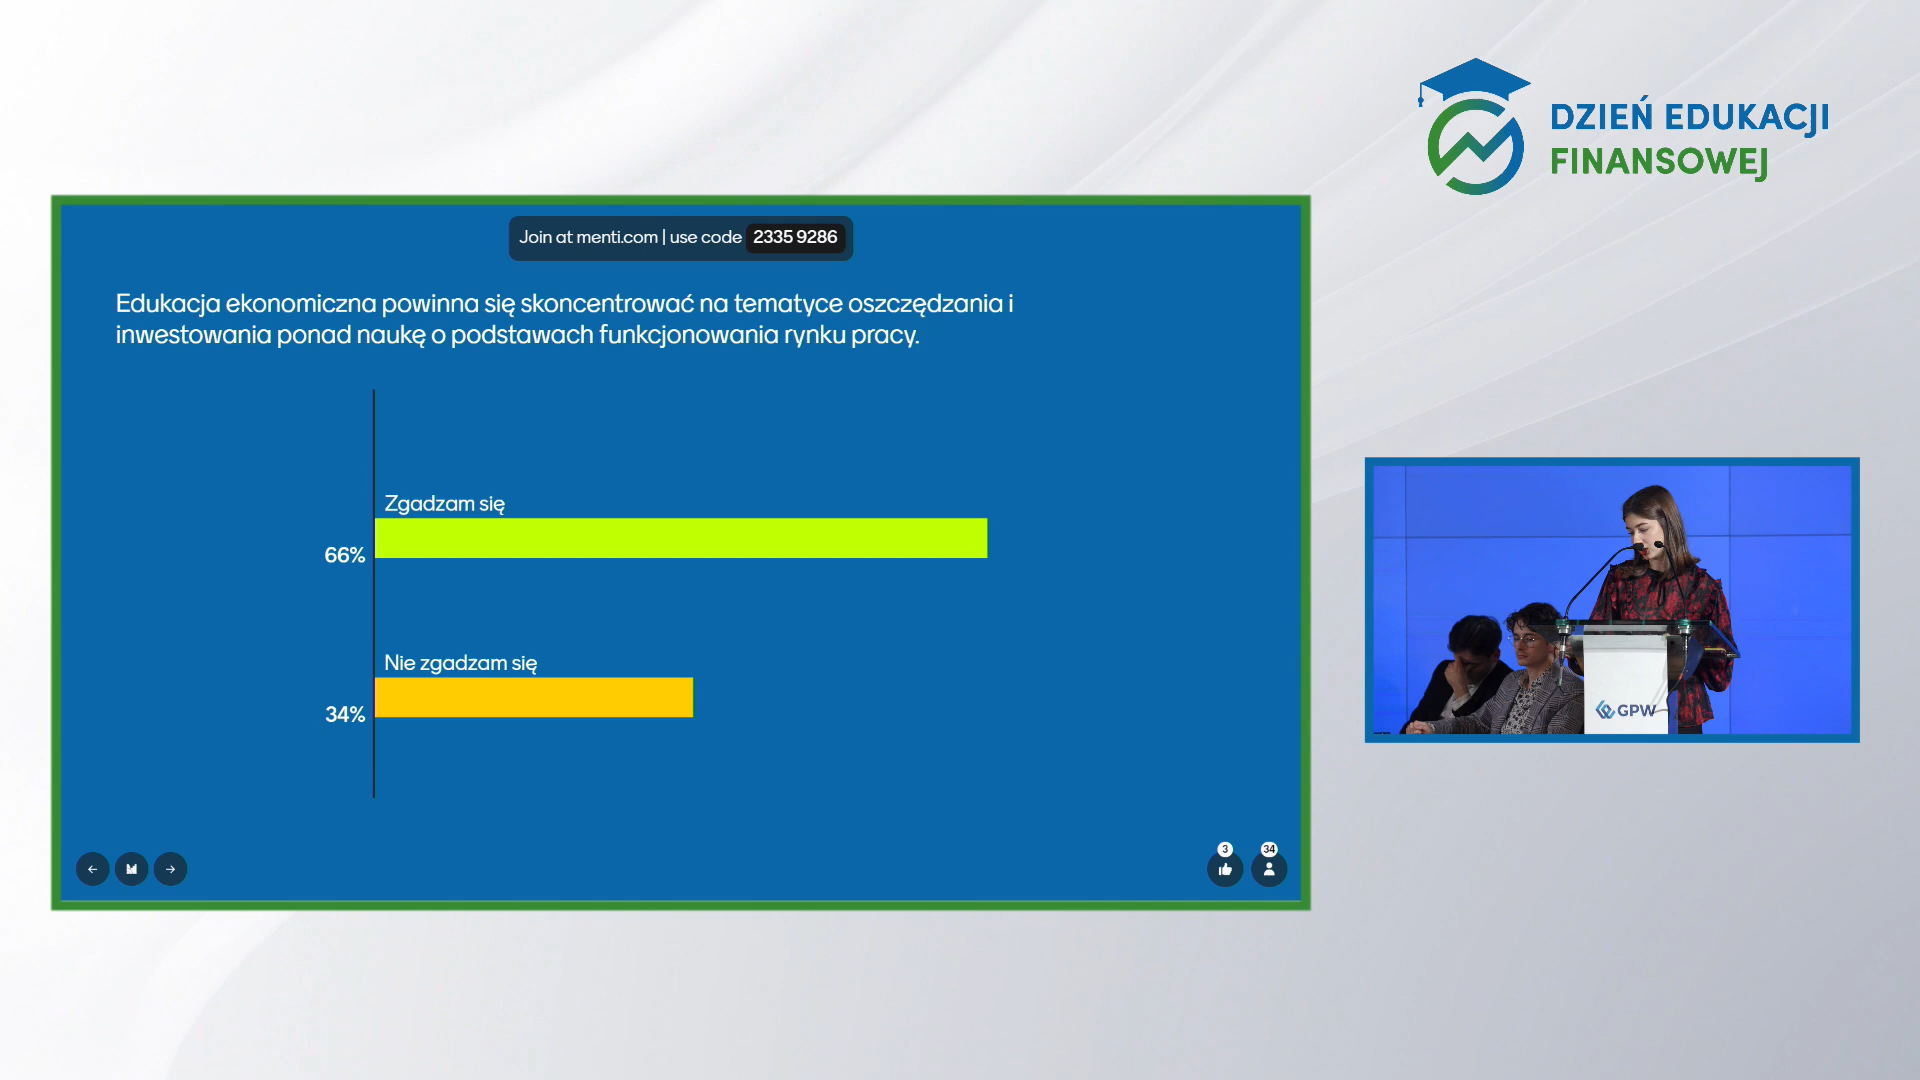 DZIEŃ EDUKACJI
FINANSOWEJ
Join at menti.com | use code 2335 9286
Edukacja ekonomiczna powinna się skoncentrować na tematyce oszczędzania i
inwestowania ponad naukę o podstawach funkcjonowania rynku pracy.
Zgadzam się
66%
Nie zgadzam się
34%
3
34
GPW